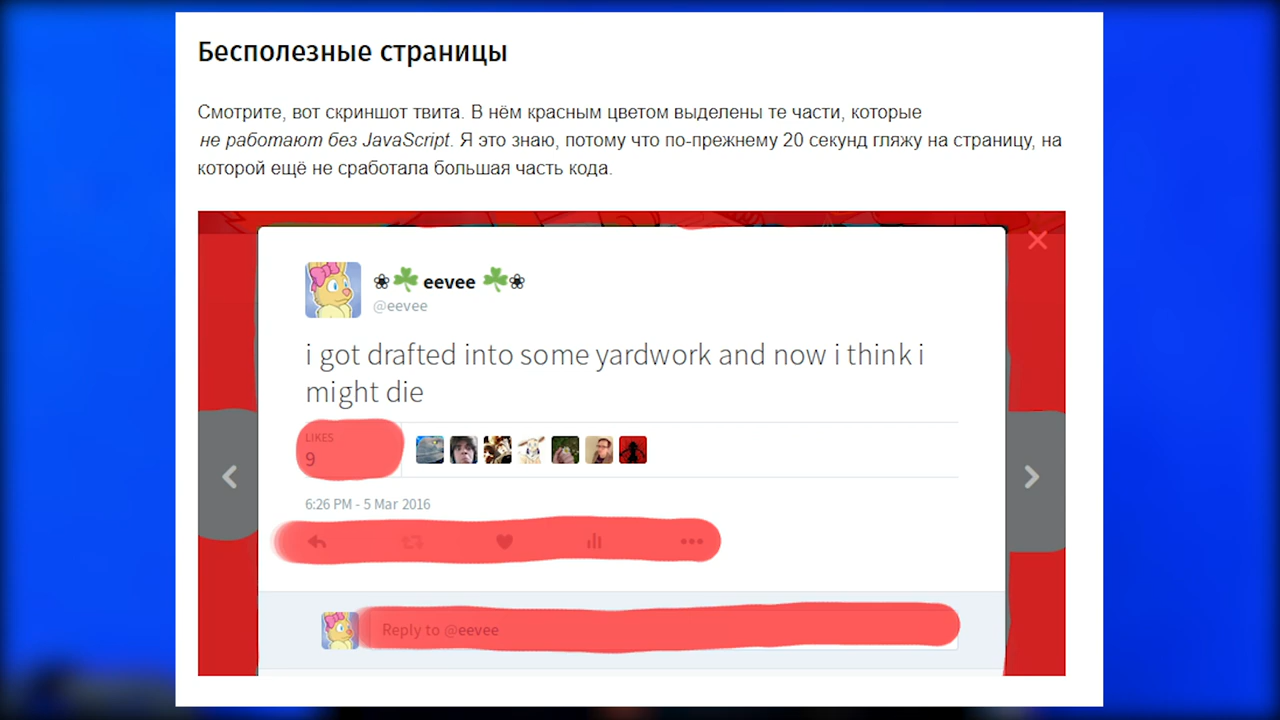 Бесполезные страницы
Смотрите, вот скриншот твита. В нём красным цветом выделены те части, которые
не работают без JavaScript. Я это знаю, потому что по-прежнему 20 секунд гляжу на страницу, на
которой ещё не сработала большая часть кода.
❀☘ eevee ☘❀
@eevee
i got drafted into some yardwork and now i think i
might die
LIKES
9
6:26 PM - 5 Mar 2016
Reply to @eevee